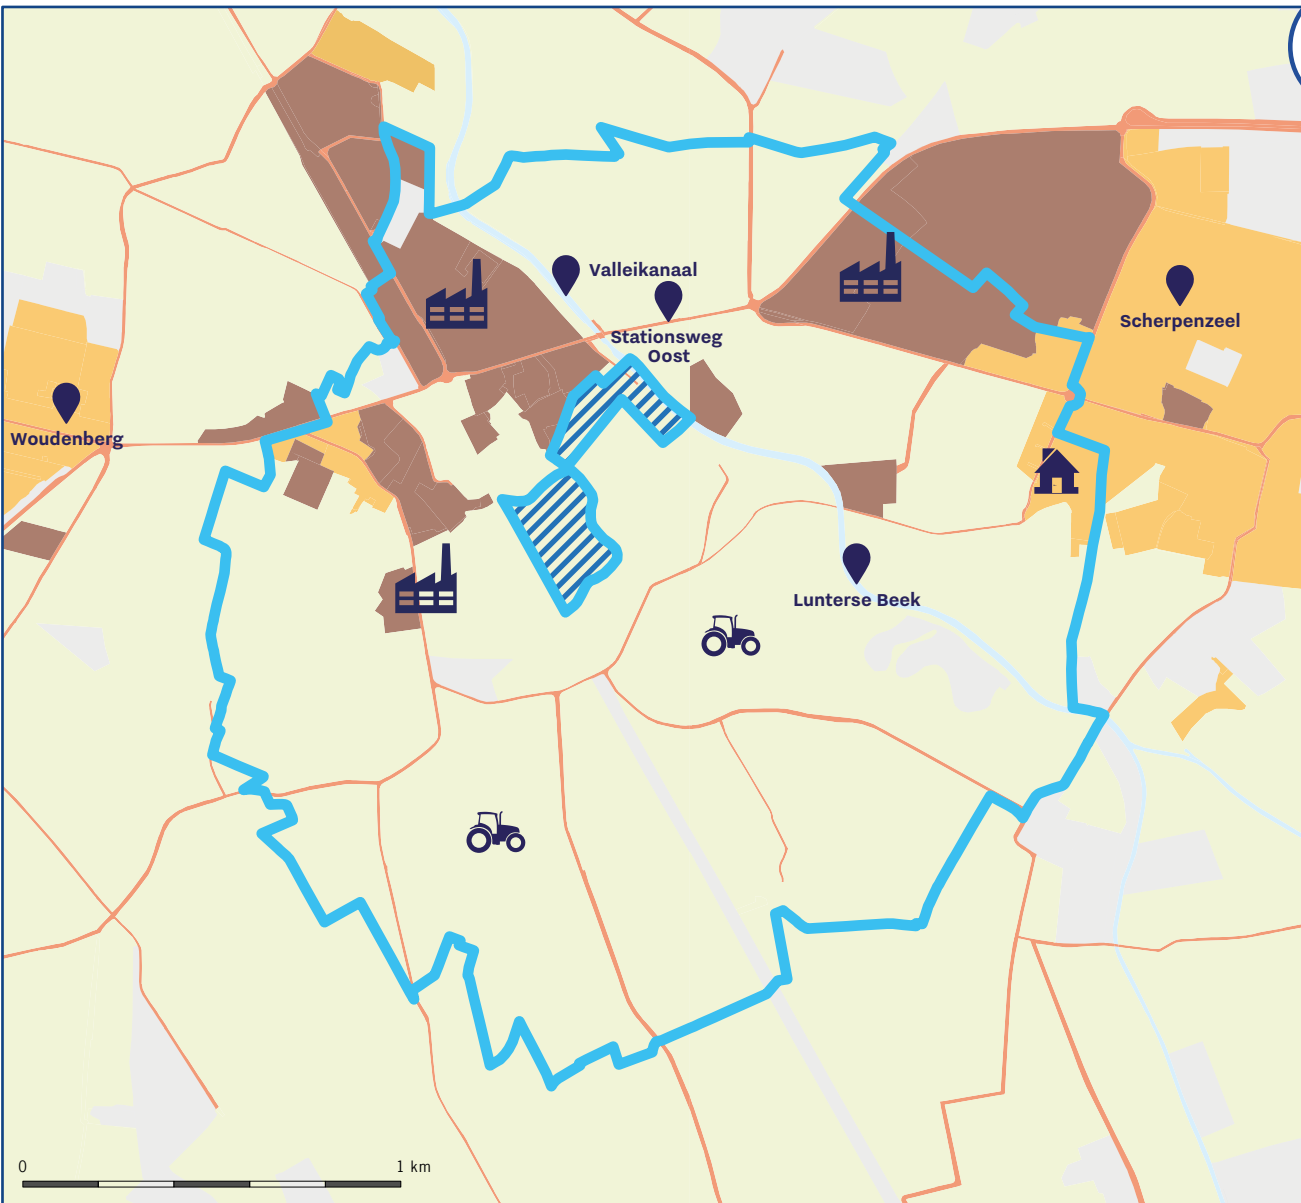 Valleikanaal
Stationsweg
Oost
Scherpenzeel
Woudenberg
Lunterse Beek
0 1 km